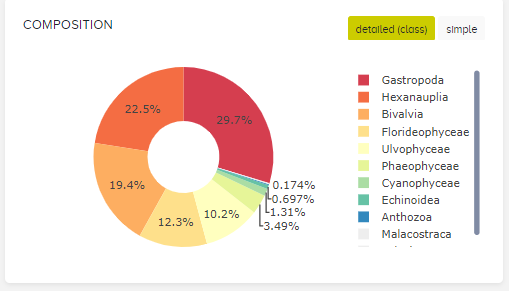 COMPOSITION
detailed (class)
simple
22.5%
29.7%
19.4%
12.3%
10.2%
0.174%
0.697%
1.31%
3.49%
Gastropoda
Hexanauplia
Bivalvia
Florideophyceae
Ulvophyceae
Phaeophyceae
Cyanophyceae
Echinoidea
Anthozoa
Malacostraca